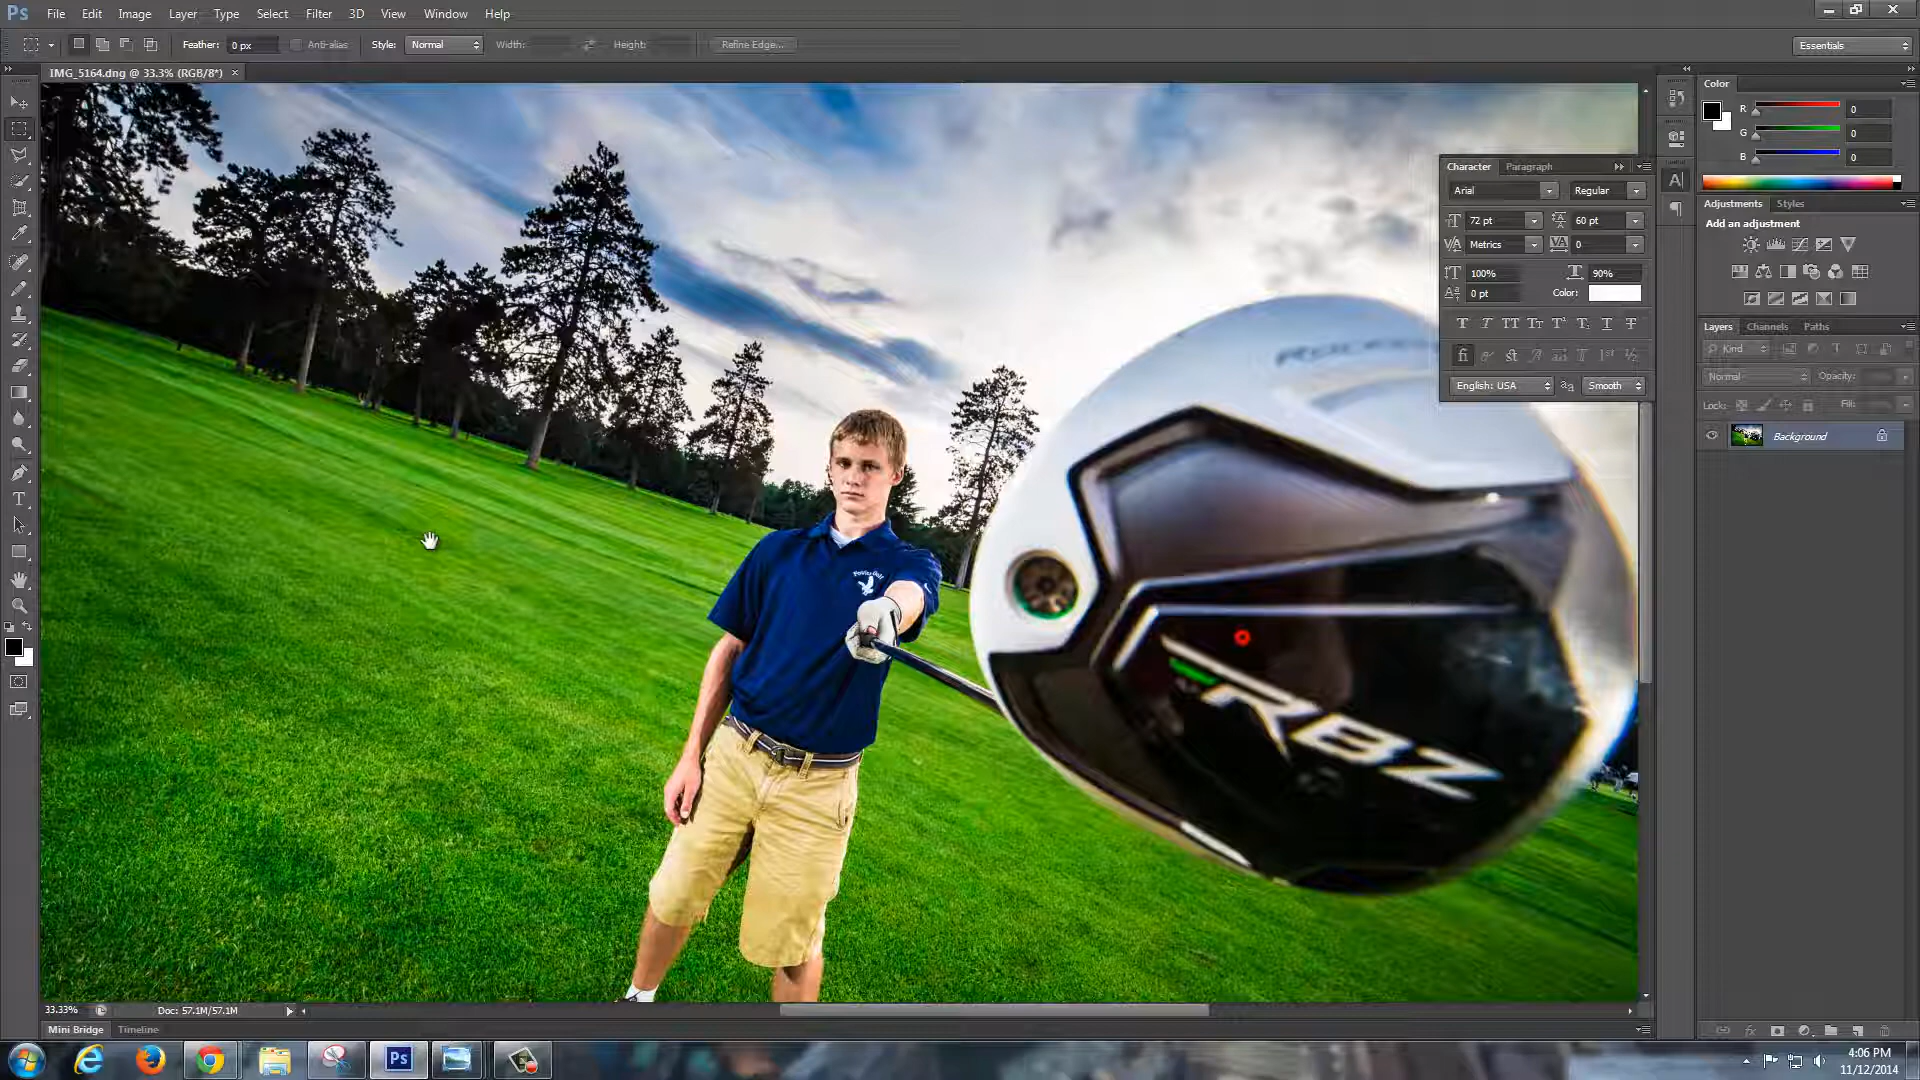 Ps File Edit Image Layer Type Select Filter 3D View Window Help
Feather: 0 px Anti-alias Style: Normal Width: Height: Refine Edge... Essentials
IMG_5164.dng @ 33.3% (RGB/8*) ×
Color
R 0
G 0
B 0
Character Paragraph
Arial Regular
72 pt 60 pt
Metrics 0
100% 90%
0 pt Color:
English: USA Smooth
Adjustments Styles
Add an adjustment
Layers Channels Paths
Kind
Normal Opacity:
Lock: Fill:
Background
RBZ
33.33% Doc: 57.1M/57.1M
Mini Bridge Timeline
Ps
4:06 PM
11/12/2014